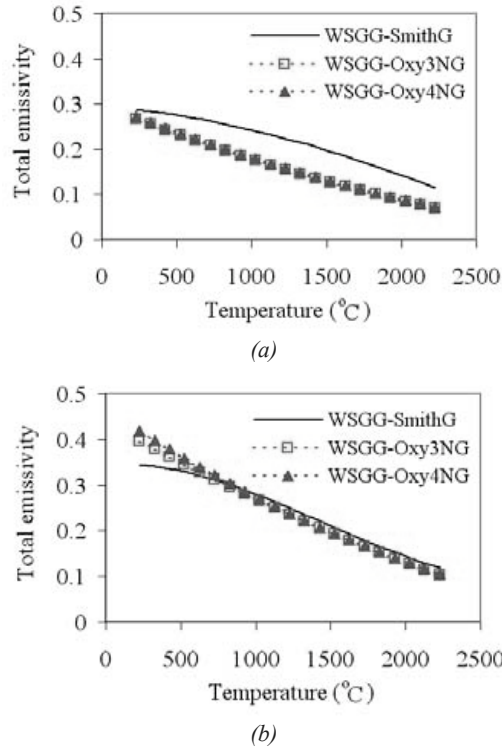 0.5
0.4
0.3
0.2
0.1
0
Total emissivity
WSGG-SmithG
WSGG-Oxy3NG
WSGG-Oxy4NG
0 500 1000 1500 2000 2500
Temperature (°C)
(a)
0.5
0.4
0.3
0.2
0.1
0
Total emissivity
WSGG-SmithG
WSGG-Oxy3NG
WSGG-Oxy4NG
0 500 1000 1500 2000 2500
Temperature (°C)
(b)